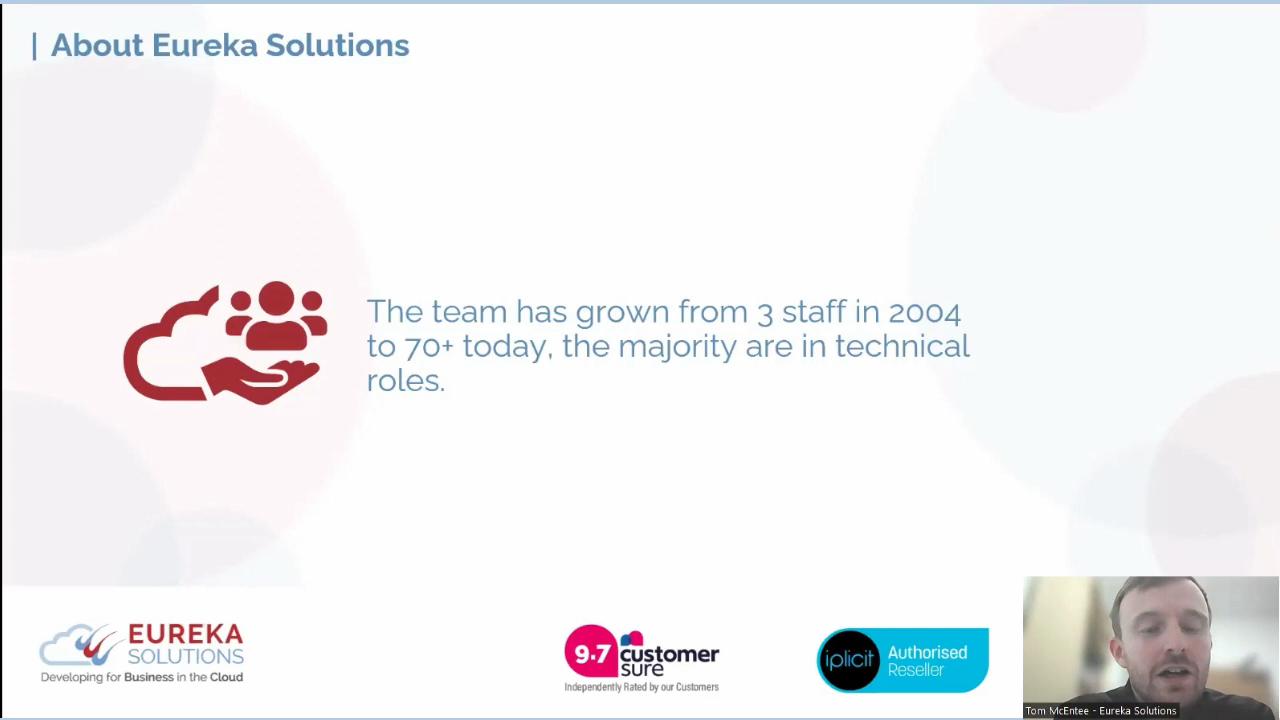 | About Eureka Solutions
The team has grown from 3 staff in 2004
to 70+ today, the majority are in technical
roles.
EUREKA
SOLUTIONS
Developing for Business in the Cloud
9.7 customer
sure
Independently Rated by our Customers
iplicit Authorised
Reseller
Tom McEntee - Eureka Solutions